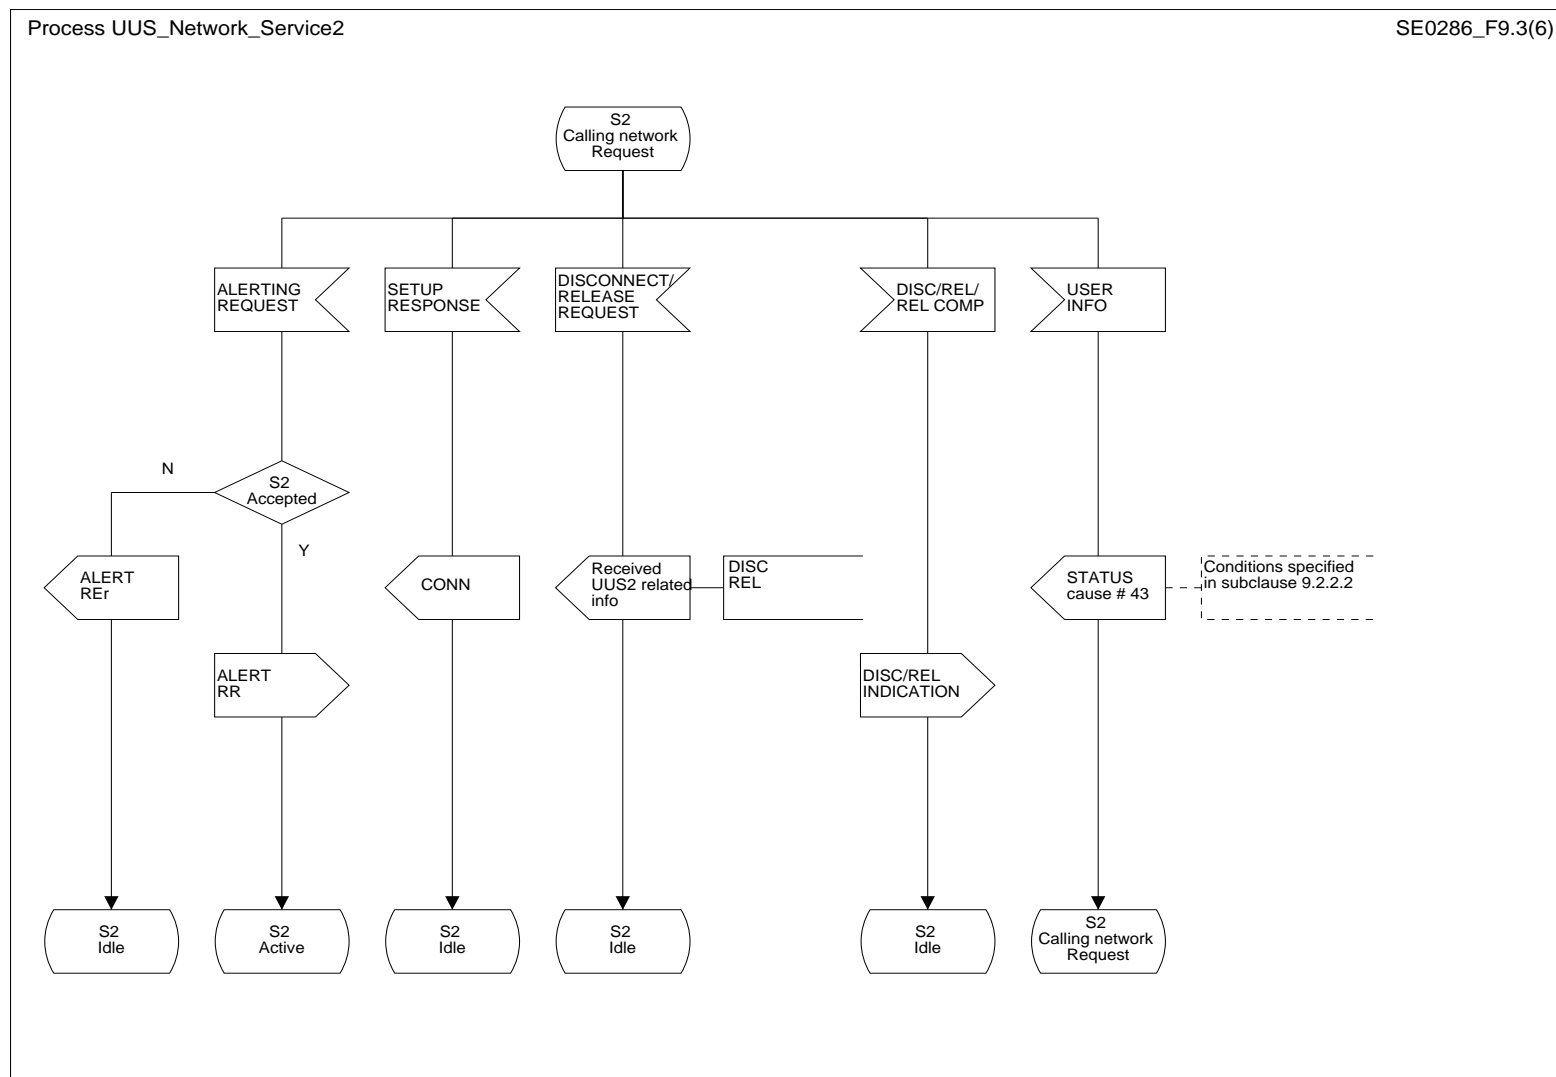 Process UUS_Network_Service2
SE0286_F9.3(6)
S2
Calling network
Request
ALERTING
REQUEST
SETUP
RESPONSE
DISCONNECT/
RELEASE
REQUEST
DISC/REL/
REL COMP
USER
INFO
N
S2
Accepted
Y
ALERT
REr
CONN
Received
UUS2 related
info
DISC
REL
STATUS
cause # 43
Conditions specified
in subclause 9.2.2.2
ALERT
RR
DISC/REL
INDICATION
S2
Idle
S2
Active
S2
Idle
S2
Idle
S2
Idle
S2
Calling network
Request